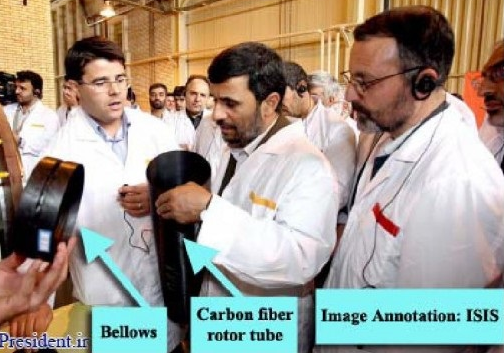 Carbon fiber
rotor tube
Image Annotation: ISIS
Bellows
President.ir